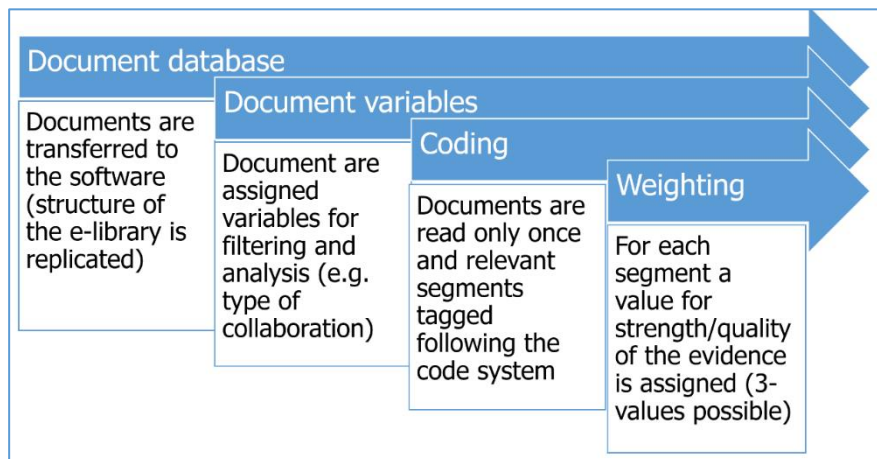 Document database
Documents are
transferred to
the software
(structure of
the e-library is
replicated)
Document variables
Document are
assigned
variables for
filtering and
analysis (e.g.
type of
collaboration)
Coding
Documents are
read only once
and relevant
segments
tagged
following the
code system
Weighting
For each
segment a
value for
strength/quality
of the evidence
is assigned (3-
values possible)